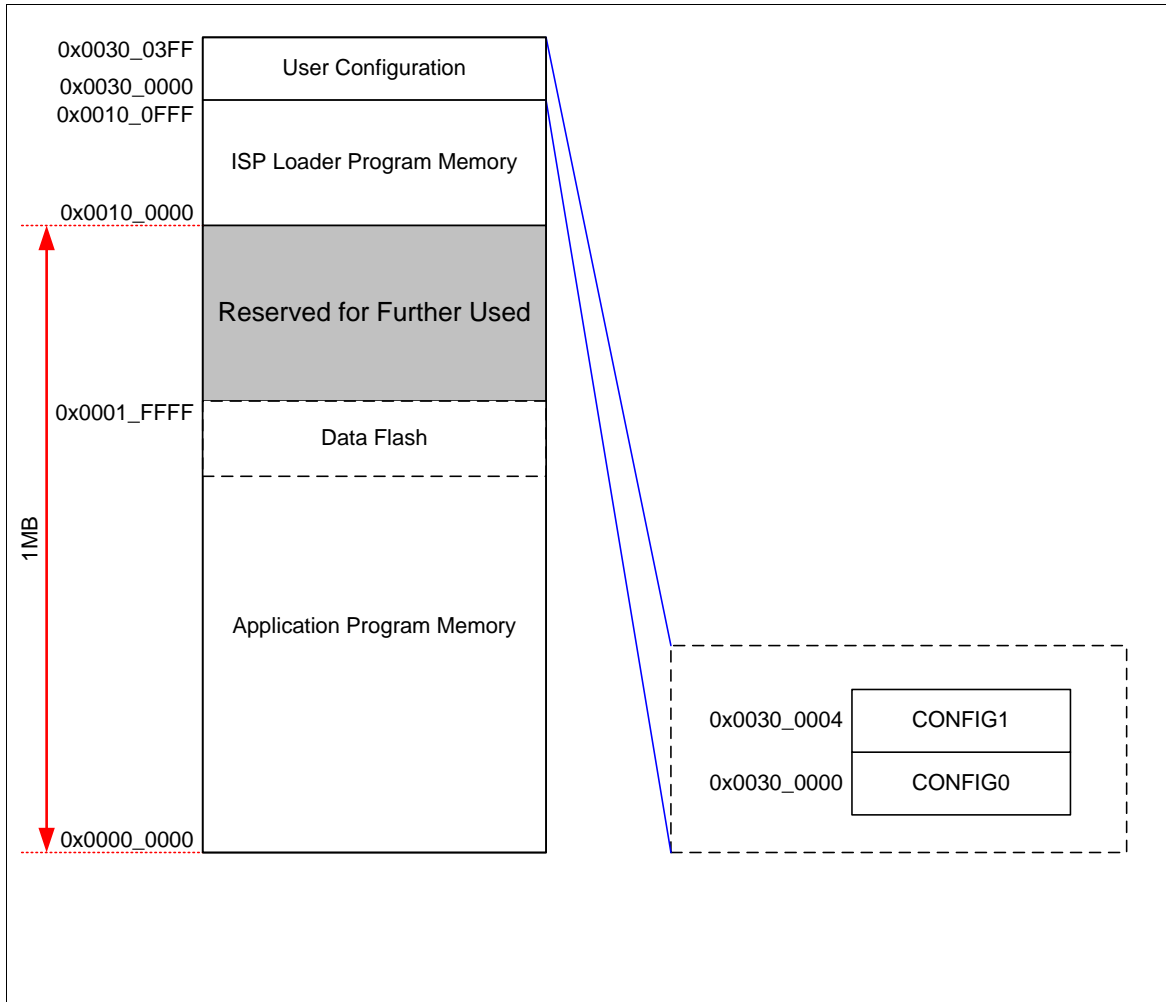 0x0030_03FF
User Configuration
0x0030_0000
0x0010_0FFF
ISP Loader Program Memory
0x0010_0000
Reserved for Further Used
0x0001_FFFF
Data Flash
1MB
Application Program Memory
0x0000_0000
0x0030_0004
CONFIG1
0x0030_0000
CONFIG0